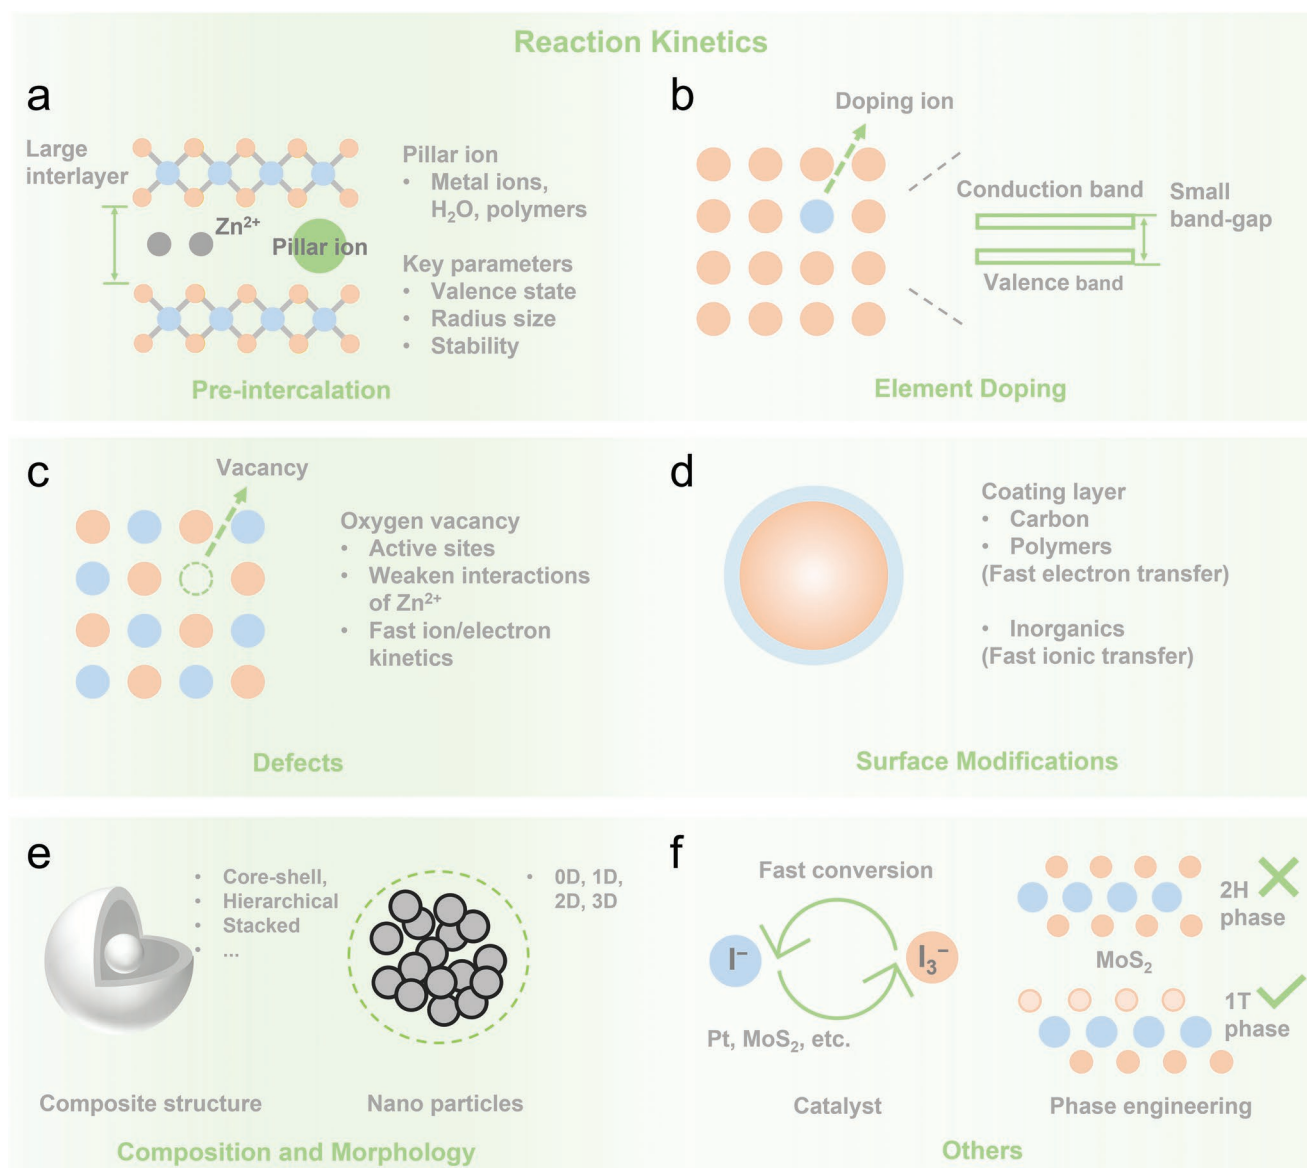 Reaction Kinetics
a
Large
interlayer
Zn²⁺
Pillar ion
Pillar ion
• Metal ions,
H₂O, polymers
Key parameters
• Valence state
• Radius size
• Stability
Pre-intercalation
b
Doping ion
Conduction band
Valence band
Small
band-gap
Element Doping
c
Vacancy
Oxygen vacancy
• Active sites
• Weaken interactions
of Zn²⁺
• Fast ion/electron
kinetics
Defects
d
Coating layer
• Carbon
• Polymers
(Fast electron transfer)
• Inorganics
(Fast ionic transfer)
Surface Modifications
e
• Core-shell,
• Hierarchical
• Stacked
• ...
Composite structure
• 0D, 1D,
2D, 3D
Nano particles
Composition and Morphology
f
Fast conversion
I⁻
I₃⁻
Pt, MoS₂, etc.
Catalyst
2H
phase
MoS₂
1T
phase
Phase engineering
Others